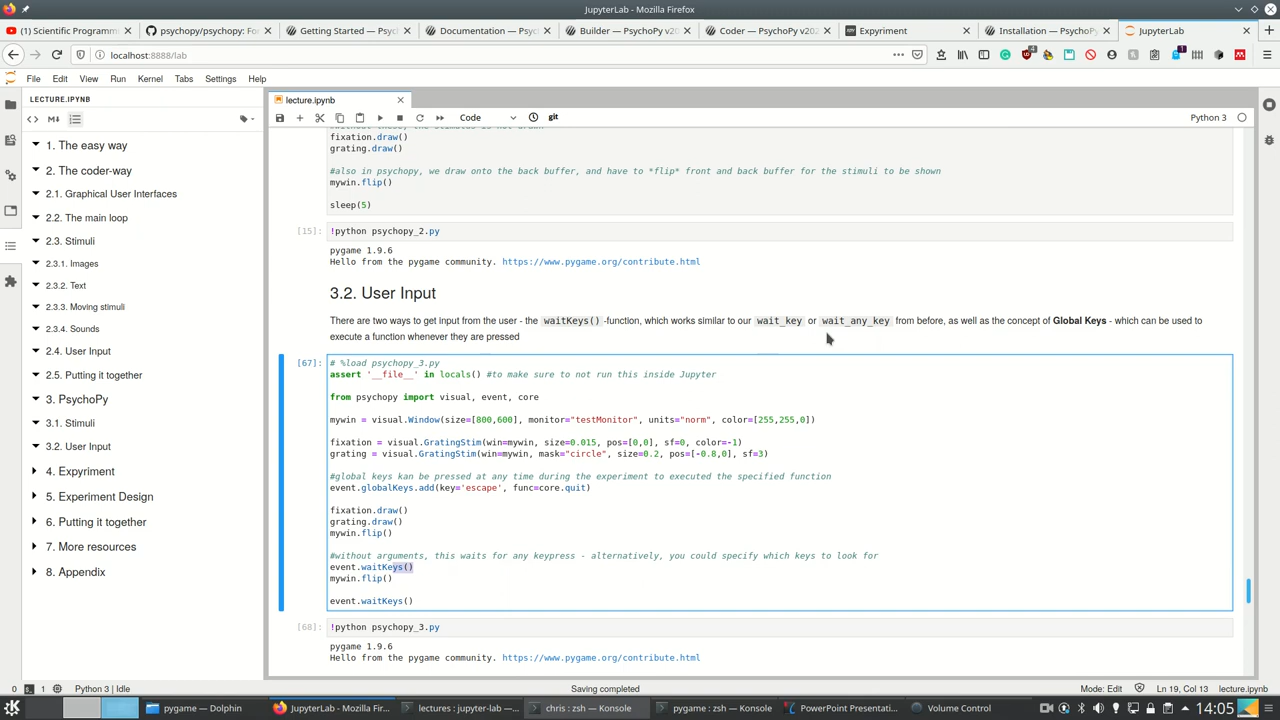 JupyterLab - Mozilla Firefox
(1) Scientific Programm
psychopy/psychopy: For
Getting Started — Psych
Documentation — Psycho
Builder — PsychoPy v20
Coder — PsychoPy v202
Expyriment
Installation — PsychoPy
JupyterLab
localhost:8888/lab
File Edit View Run Kernel Tabs Settings Help
LECTURE.IPYNB
lecture.ipynb
Code
git
Python 3
1. The easy way
2. The coder-way
2.1. Graphical User Interfaces
2.2. The main loop
2.3. Stimuli
2.3.1. Images
2.3.2. Text
2.3.3. Moving stimuli
2.3.4. Sounds
2.4. User Input
2.5. Putting it together
3. PsychoPy
3.1. Stimuli
3.2. User Input
4. Expyriment
5. Experiment Design
6. Putting it together
7. More resources
8. Appendix
#without these, the stimulus is not drawn
fixation.draw()
grating.draw()
#also in psychopy, we draw onto the back buffer, and have to *flip* front and back buffer for the stimuli to be shown
mywin.flip()
sleep(5)
[15]: !python psychopy_2.py
pygame 1.9.6
Hello from the pygame community. https://www.pygame.org/contribute.html
3.2. User Input
There are two ways to get input from the user - the waitKeys()-function, which works similar to our wait_key or wait_any_key from before, as well as the concept of Global Keys - which can be used to
execute a function whenever they are pressed
[67]: # %load psychopy_3.py
assert '__file__' in locals() #to make sure to not run this inside Jupyter
from psychopy import visual, event, core
mywin = visual.Window(size=[800,600], monitor="testMonitor", units="norm", color=[255,255,0])
fixation = visual.GratingStim(win=mywin, size=0.015, pos=[0,0], sf=0, color=-1)
grating = visual.GratingStim(win=mywin, mask="circle", size=0.2, pos=[-0.8,0], sf=3)
#global keys kan be pressed at any time during the experiment to executed the specified function
event.globalKeys.add(key='escape', func=core.quit)
fixation.draw()
grating.draw()
mywin.flip()
#without arguments, this waits for any keypress - alternatively, you could specify which keys to look for
event.waitKeys()
mywin.flip()
event.waitKeys()
[68]: !python psychopy_3.py
pygame 1.9.6
Hello from the pygame community. https://www.pygame.org/contribute.html
0 1 Python 3 | Idle
Saving completed
Mode: Edit Ln 19, Col 13 lecture.ipynb
pygame — Dolphin
JupyterLab - Mozilla Fir...
lectures : jupyter-lab — ...
chris : zsh — Konsole
pygame : zsh — Konsole
PowerPoint Presentati...
Volume Control
14:05